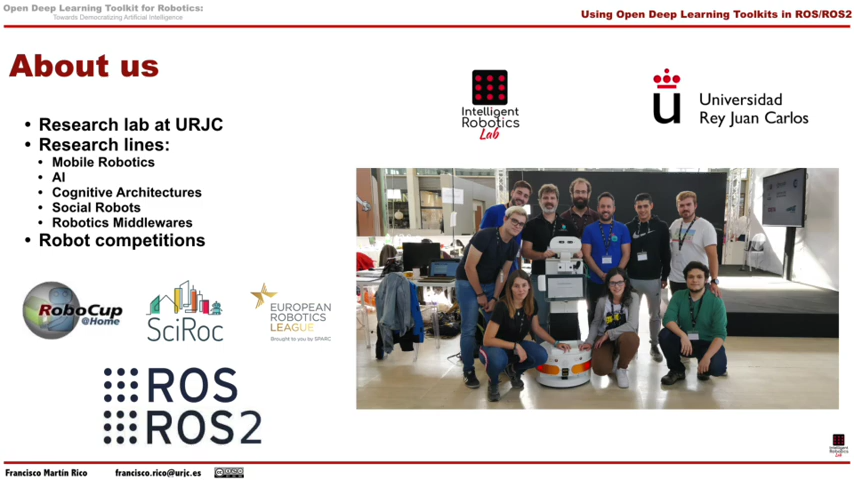 Open Deep Learning Toolkit for Robotics:
Towards Democratizing Artificial Intelligence
Using Open Deep Learning Toolkits in ROS/ROS2
About us
• Research lab at URJC
• Research lines:
• Mobile Robotics
• AI
• Cognitive Architectures
• Social Robots
• Robotics Middlewares
• Robot competitions
Intelligent
Robotics
Lab
Universidad
Rey Juan Carlos
RoboCup
@Home
SciRoc
EUROPEAN
ROBOTICS
LEAGUE
Brought to you by SPARC
ROS
ROS2
Intelligent
Robotics
Lab
Francisco Martín Rico
francisco.rico@urjc.es